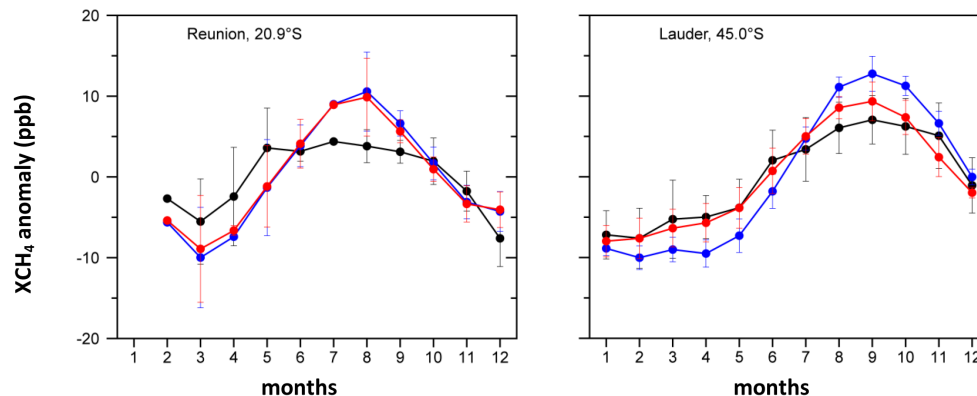 XCH4 anomaly (ppb)
20
10
0
-10
-20
Reunion, 20.9°S
1 2 3 4 5 6 7 8 9 10 11 12
months
Lauder, 45.0°S
1 2 3 4 5 6 7 8 9 10 11 12
months